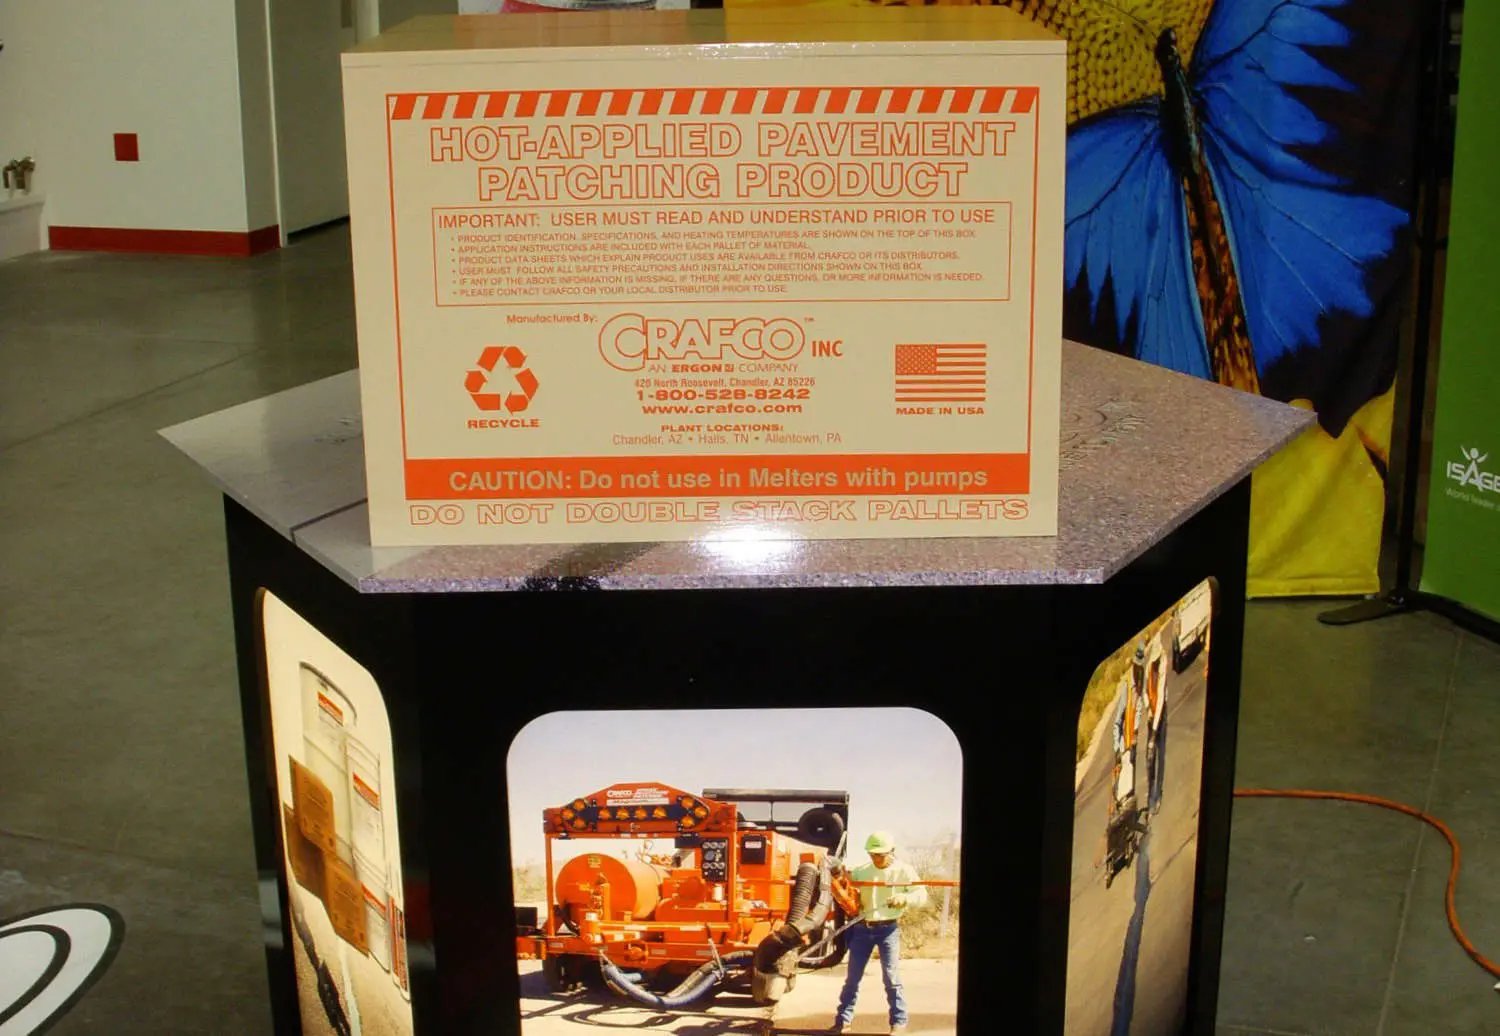 HOT-APPLIED PAVEMENT
PATCHING PRODUCT
IMPORTANT: USER MUST READ AND UNDERSTAND PRIOR TO USE
• PRODUCT IDENTIFICATION, SPECIFICATIONS, AND HEATING TEMPERATURES ARE SHOWN ON THE TOP OF THIS BOX.
• APPLICATION INSTRUCTIONS ARE INCLUDED WITH EACH PALLET OF MATERIAL.
• PRODUCT DATA SHEETS WHICH EXPLAIN PRODUCT USES ARE AVAILABLE FROM CRAFCO OR ITS DISTRIBUTORS.
• USER MUST FOLLOW ALL SAFETY PRECAUTIONS AND INSTALLATION DIRECTIONS SHOWN ON THIS BOX.
• IF ANY OF THE ABOVE INFORMATION IS MISSING, IF THERE ARE ANY QUESTIONS, OR MORE INFORMATION IS NEEDED.
• PLEASE CONTACT CRAFCO OR YOUR LOCAL DISTRIBUTOR PRIOR TO USE.
Manufactured By:
CRAFCO™ INC
AN ERGON COMPANY
420 North Roosevelt, Chandler, AZ 85226
1-800-528-8242
www.crafco.com
RECYCLE
MADE IN USA
PLANT LOCATIONS:
Chandler, AZ • Halls, TN • Allentown, PA
CAUTION: Do not use in Melters with pumps
DO NOT DOUBLE STACK PALLETS
ISAGE
World leader
CRAFCO